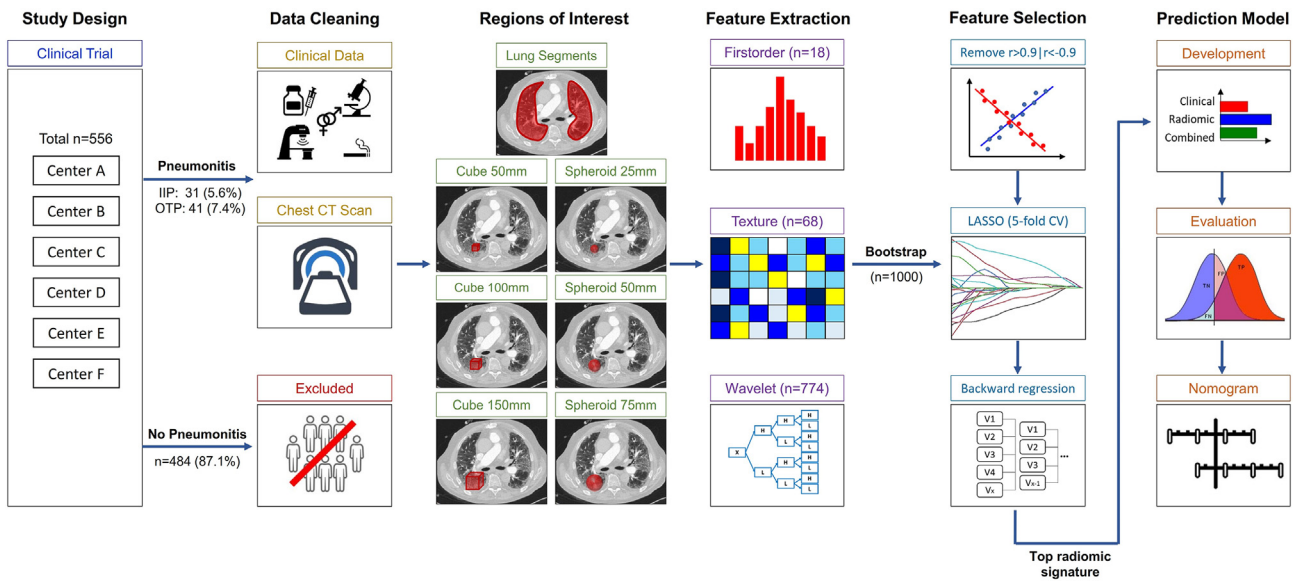 Study Design
Clinical Trial
Total n=556
Center A
Center B
Center C
Center D
Center E
Center F
Pneumonitis
IIP: 31 (5.6%)
OTP: 41 (7.4%)
No Pneumonitis
n=484 (87.1%)
Data Cleaning
Clinical Data
Chest CT Scan
Excluded
Regions of Interest
Lung Segments
Cube 50mm
Spheroid 25mm
Cube 100mm
Spheroid 50mm
Cube 150mm
Spheroid 75mm
Feature Extraction
Firstorder (n=18)
Texture (n=68)
Wavelet (n=774)
X
H
L
H
L
H
L
H
L
H
L
H
L
H
L
Bootstrap
(n=1000)
Feature Selection
Remove r>0.9|r<-0.9
LASSO (5-fold CV)
Backward regression
V1
V2
V3
V4
Vx
V1
V2
V3
Vx-1
...
Top radiomic
signature
Prediction Model
Development
Clinical
Radiomic
Combined
Evaluation
TN
FP
TP
FN
Nomogram